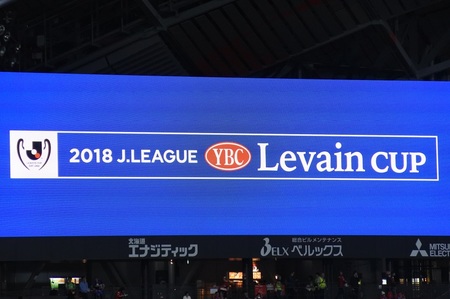 2018 J.LEAGUE YBC Levain CUP
北海道
エナジティック
総合ビルメンテナンス
BELX ベルックス
MITSU
ELECT